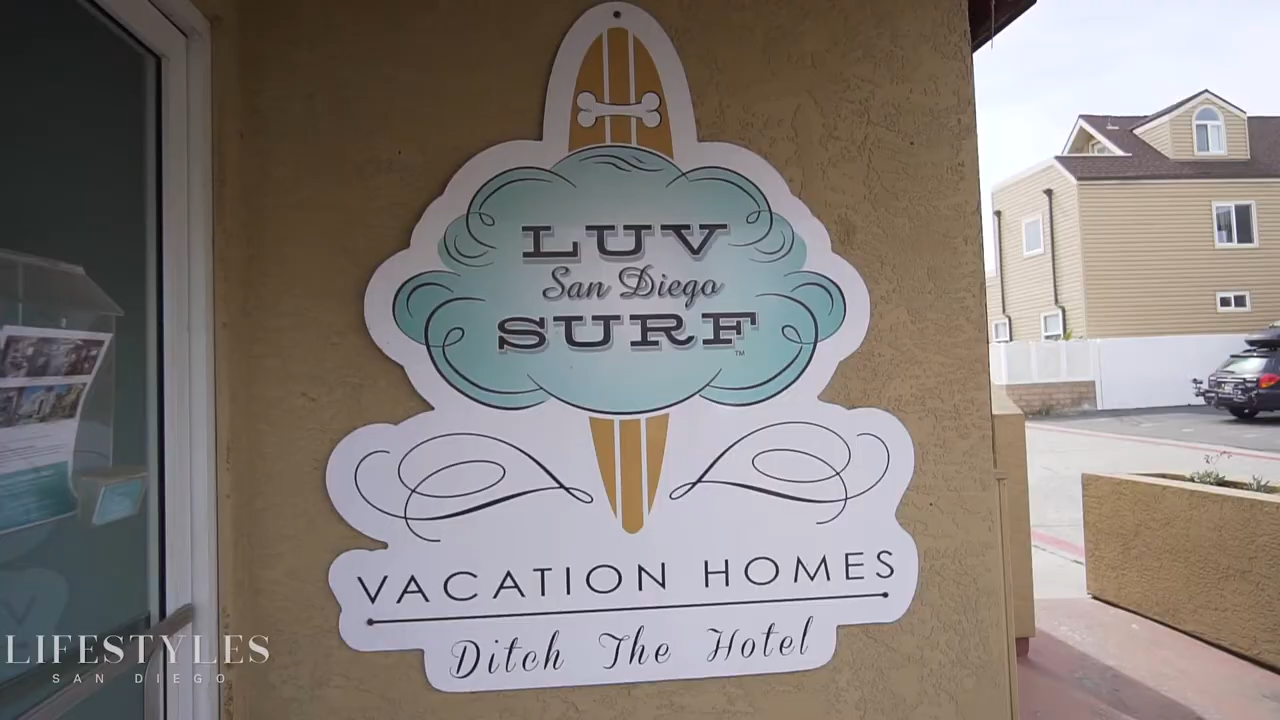 LUV
San Diego
SURF
TM
VACATION HOMES
Ditch The Hotel
LIFESTYLES
SAN DIEGO